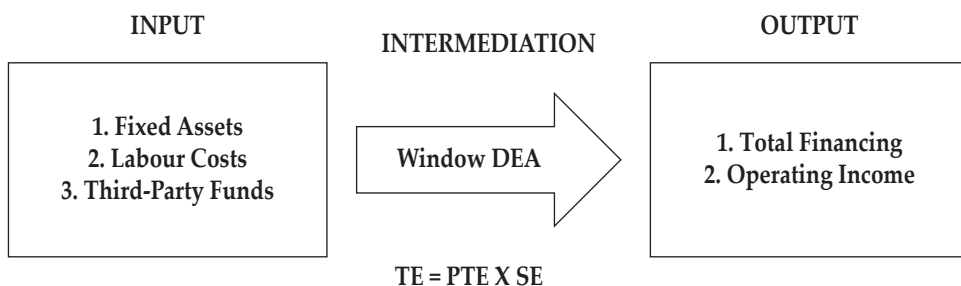 INPUT
INTERMEDIATION
OUTPUT
1. Fixed Assets
2. Labour Costs
3. Third-Party Funds
Window DEA
1. Total Financing
2. Operating Income
TE = PTE X SE